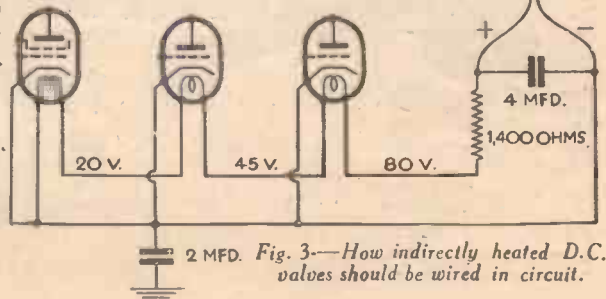 + −
4 MFD.
1,400 OHMS.
20 V. 45 V. 80 V.
2 MFD.
Fig. 3—How indirectly heated D.C.
valves should be wired in circuit.